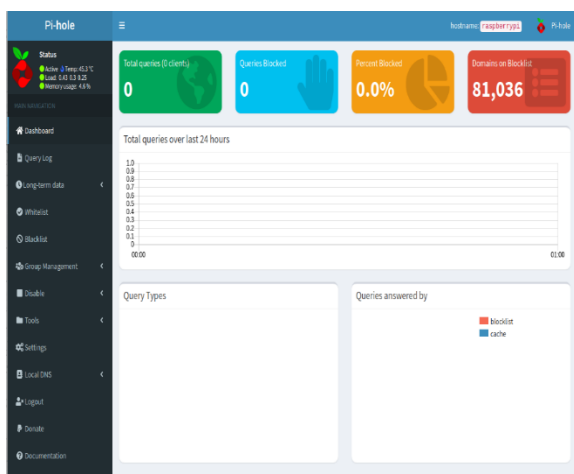 Pi-hole
hostname: raspberrypi
Pi-hole
Status
Active Temp: 45.3 °C
Load: 0.43 0.3 0.25
Memory usage: 4.8 %
MAIN NAVIGATION
Dashboard
Query Log
Long-term data
Whitelist
Blacklist
Group Management
Disable
Tools
Settings
Local DNS
Logout
Donate
Documentation
Total queries (0 clients)
0
Queries Blocked
0
Percent Blocked
0.0%
Domains on Blocklist
81,036
Total queries over last 24 hours
1.0
0.9
0.8
0.7
0.6
0.5
0.4
0.3
0.2
0.1
0
00:00
01:00
Query Types
Queries answered by
blocklist
cache